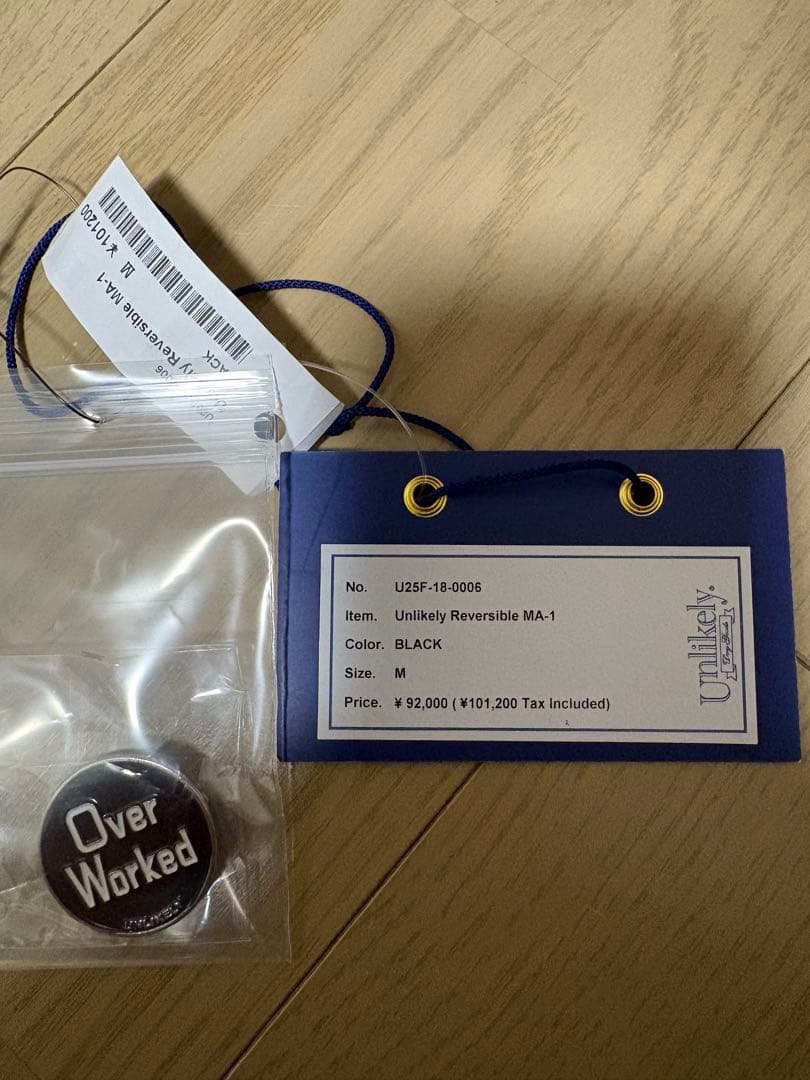 ¥101200
M
Reversible MA-1
No. U25F-18-0006
Item. Unlikely Reversible MA-1
Color. BLACK
Size. M
Price. ¥ 92,000 ( ¥101,200 Tax Included)
Unlikely®
Over
Worked
UNLIKELY